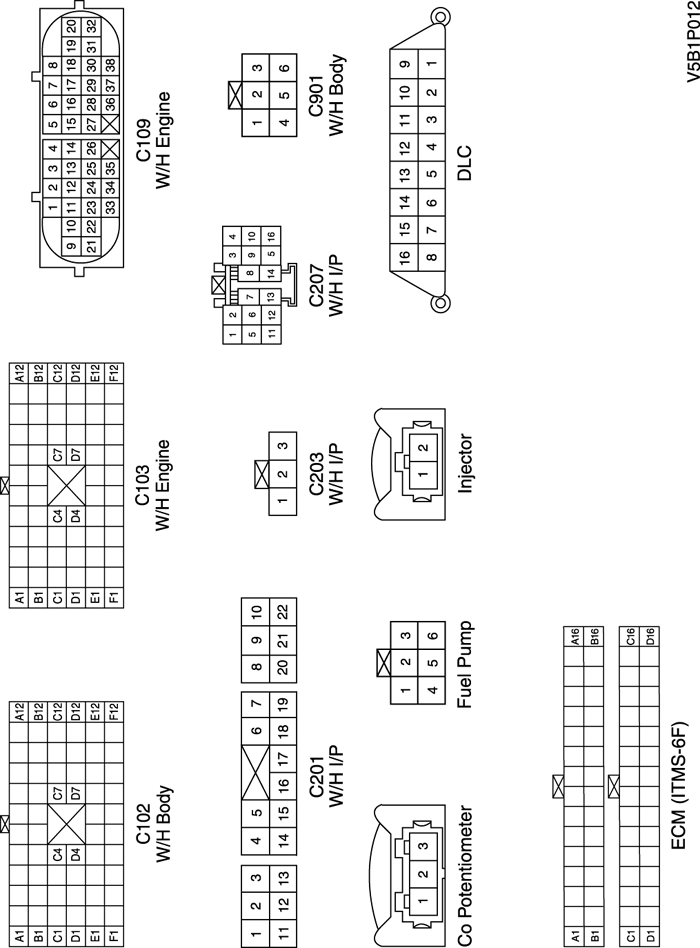 A1 A12
B1 B12
C1 C4 C7 C12
D1 D4 D7 D12
E1 E12
F1 F12
C102
W/H Body
A1 A12
B1 B12
C1 C4 C7 C12
D1 D4 D7 D12
E1 E12
F1 F12
C103
W/H Engine
1 2 3 4 5 6 7 8
9 10 11 12 13 14 15 16 17 18 19 20
21 22 23 24 25 26 27 28 29 30 31 32
33 34 35 36 37 38
C109
W/H Engine
1 2 3 4 5 6 7 8 9 10
11 12 13 14 15 16 17 18 19 20 21 22
C201
W/H I/P
1 2 3
C203
W/H I/P
1 2 3 4
5 6 7 8 9 10
11 12 13 14 5 16
C207
W/H I/P
1 2 3
4 5 6
C901
W/H Body
1 2 3
Co Potentiometer
1 2 3
4 5 6
Fuel Pump
1 2
Injector
16 15 14 13 12 11 10 9
8 7 6 5 4 3 2 1
DLC
A1 A16
B1 B16
C1 C16
D1 D16
ECM (ITMS-6F)
V5B1P012